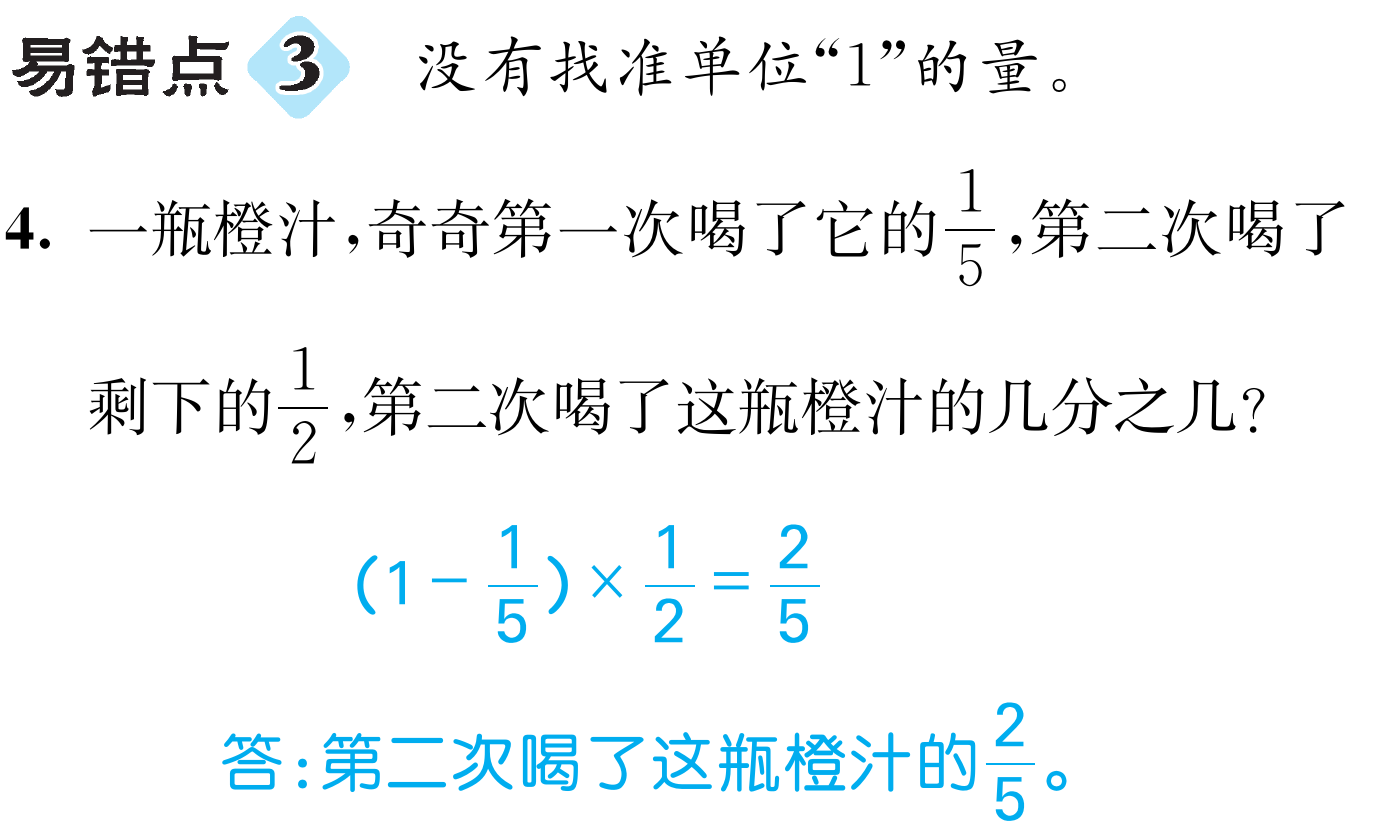 易错点 3 没有找准单位“1”的量。
4. 一瓶橙汁,奇奇第一次喝了它的1/5,第二次喝了
剩下的1/2,第二次喝了这瓶橙汁的几分之几?
(1-1/5)×1/2=2/5
答:第二次喝了这瓶橙汁的2/5。